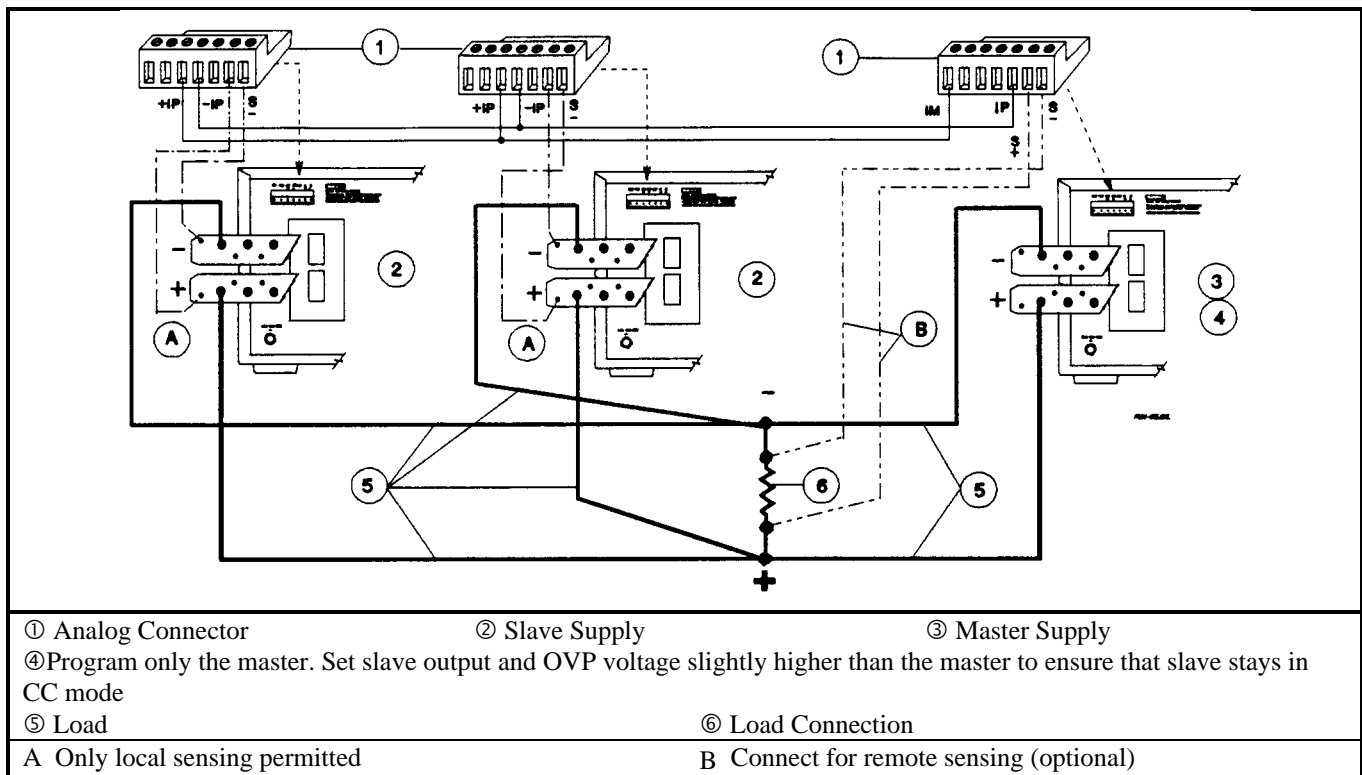 1
1
1
+IP
-IP
S
-
+IP
-IP
S
-
IM
IP
S
-
S
+
2
2
3
4
-
+
-
+
-
+
A
A
B
-
5
6
5
+
① Analog Connector ② Slave Supply ③ Master Supply
④Program only the master. Set slave output and OVP voltage slightly higher than the master to ensure that slave stays in
CC mode
⑤ Load ⑥ Load Connection
A Only local sensing permitted B Connect for remote sensing (optional)